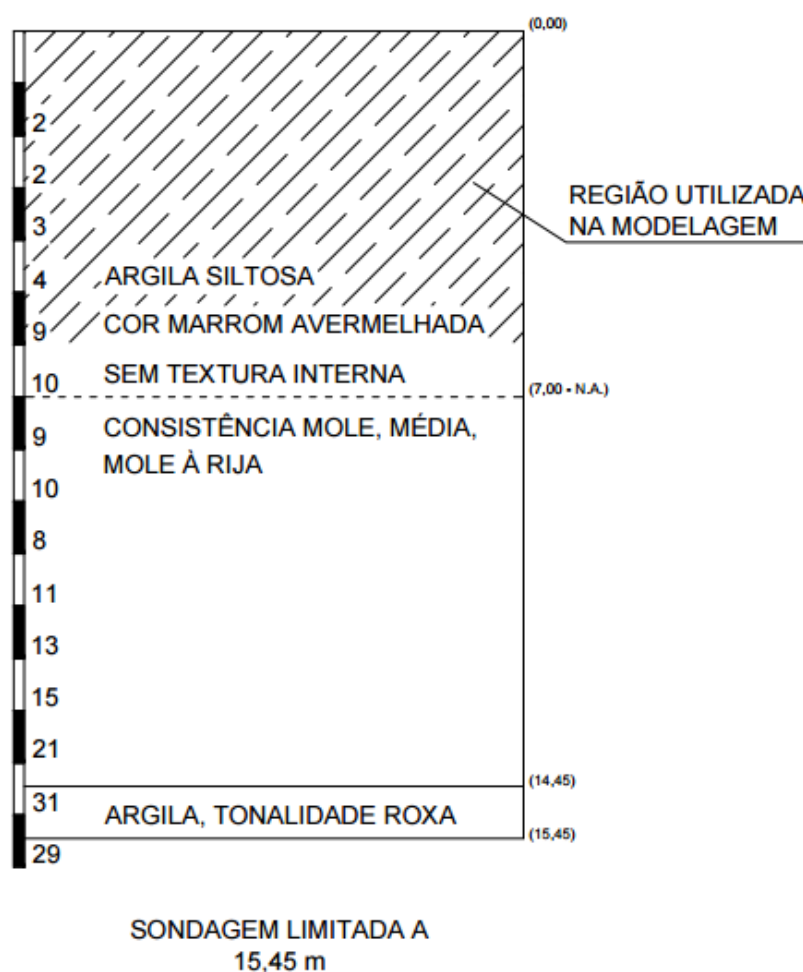 (0,00)
2
2
REGIÃO UTILIZADA
NA MODELAGEM
3
4
ARGILA SILTOSA
9
COR MARROM AVERMELHADA
10
SEM TEXTURA INTERNA
(7,00 - N.A.)
9
CONSISTÊNCIA MOLE, MÉDIA,
MOLE À RIJA
10
8
11
13
15
21
(14,45)
31
ARGILA, TONALIDADE ROXA
(15,45)
29
SONDAGEM LIMITADA A
15,45 m